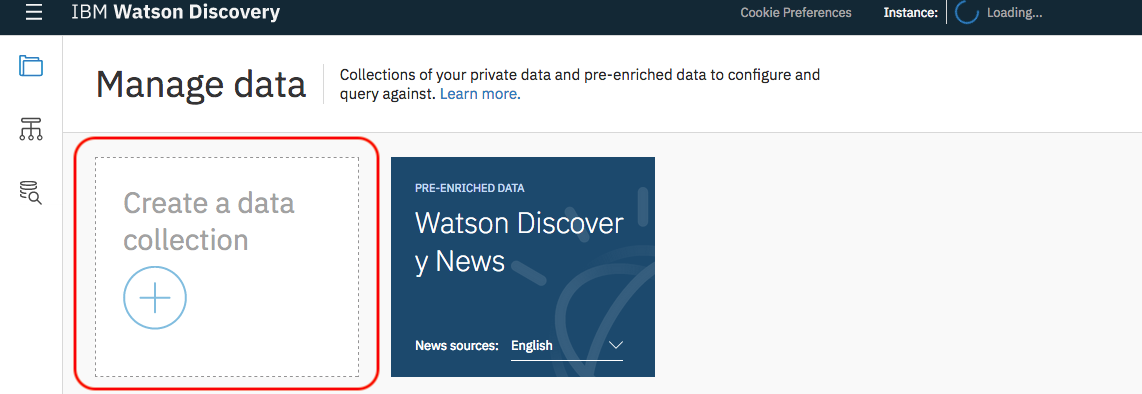 IBM Watson Discovery
Cookie Preferences
Instance:
Loading...
Manage data
Collections of your private data and pre-enriched data to configure and
query against. Learn more.
Create a data
collection
PRE-ENRICHED DATA
Watson Discover
y News
News sources: English